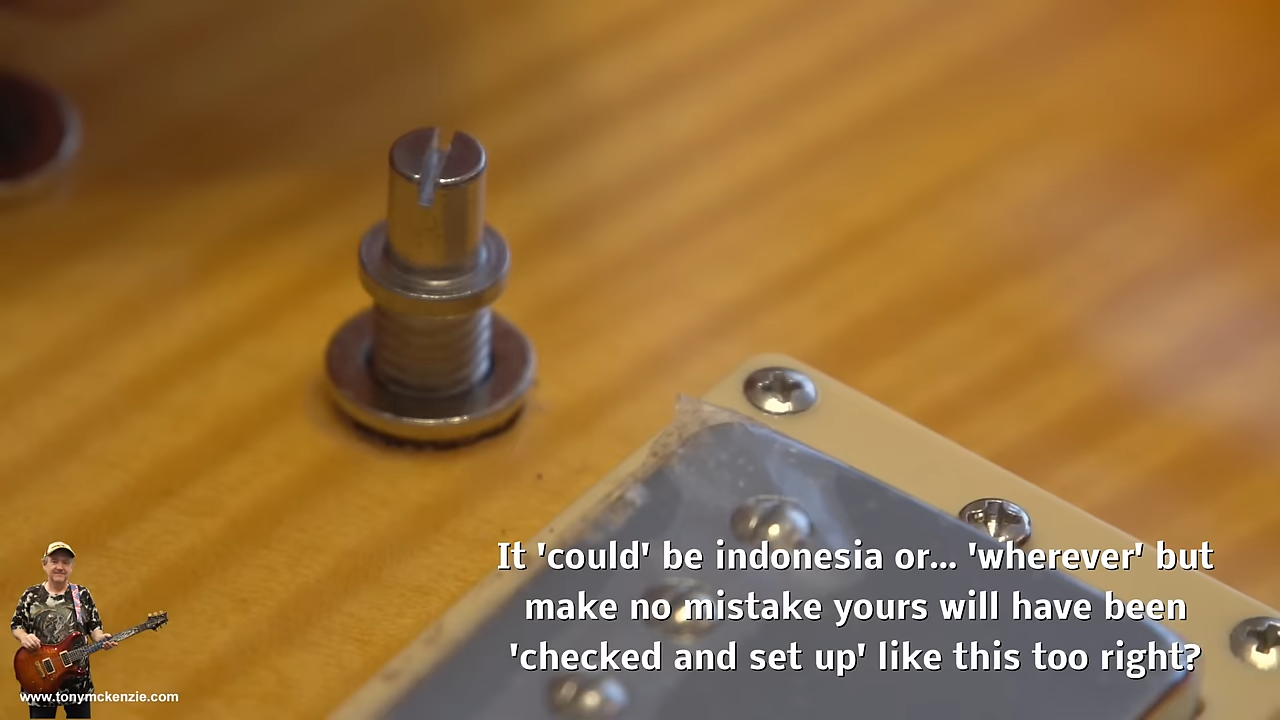 It 'could' be indonesia or... 'wherever' but
make no mistake yours will have been
'checked and set up' like this too right?
www.tonymckenzie.com